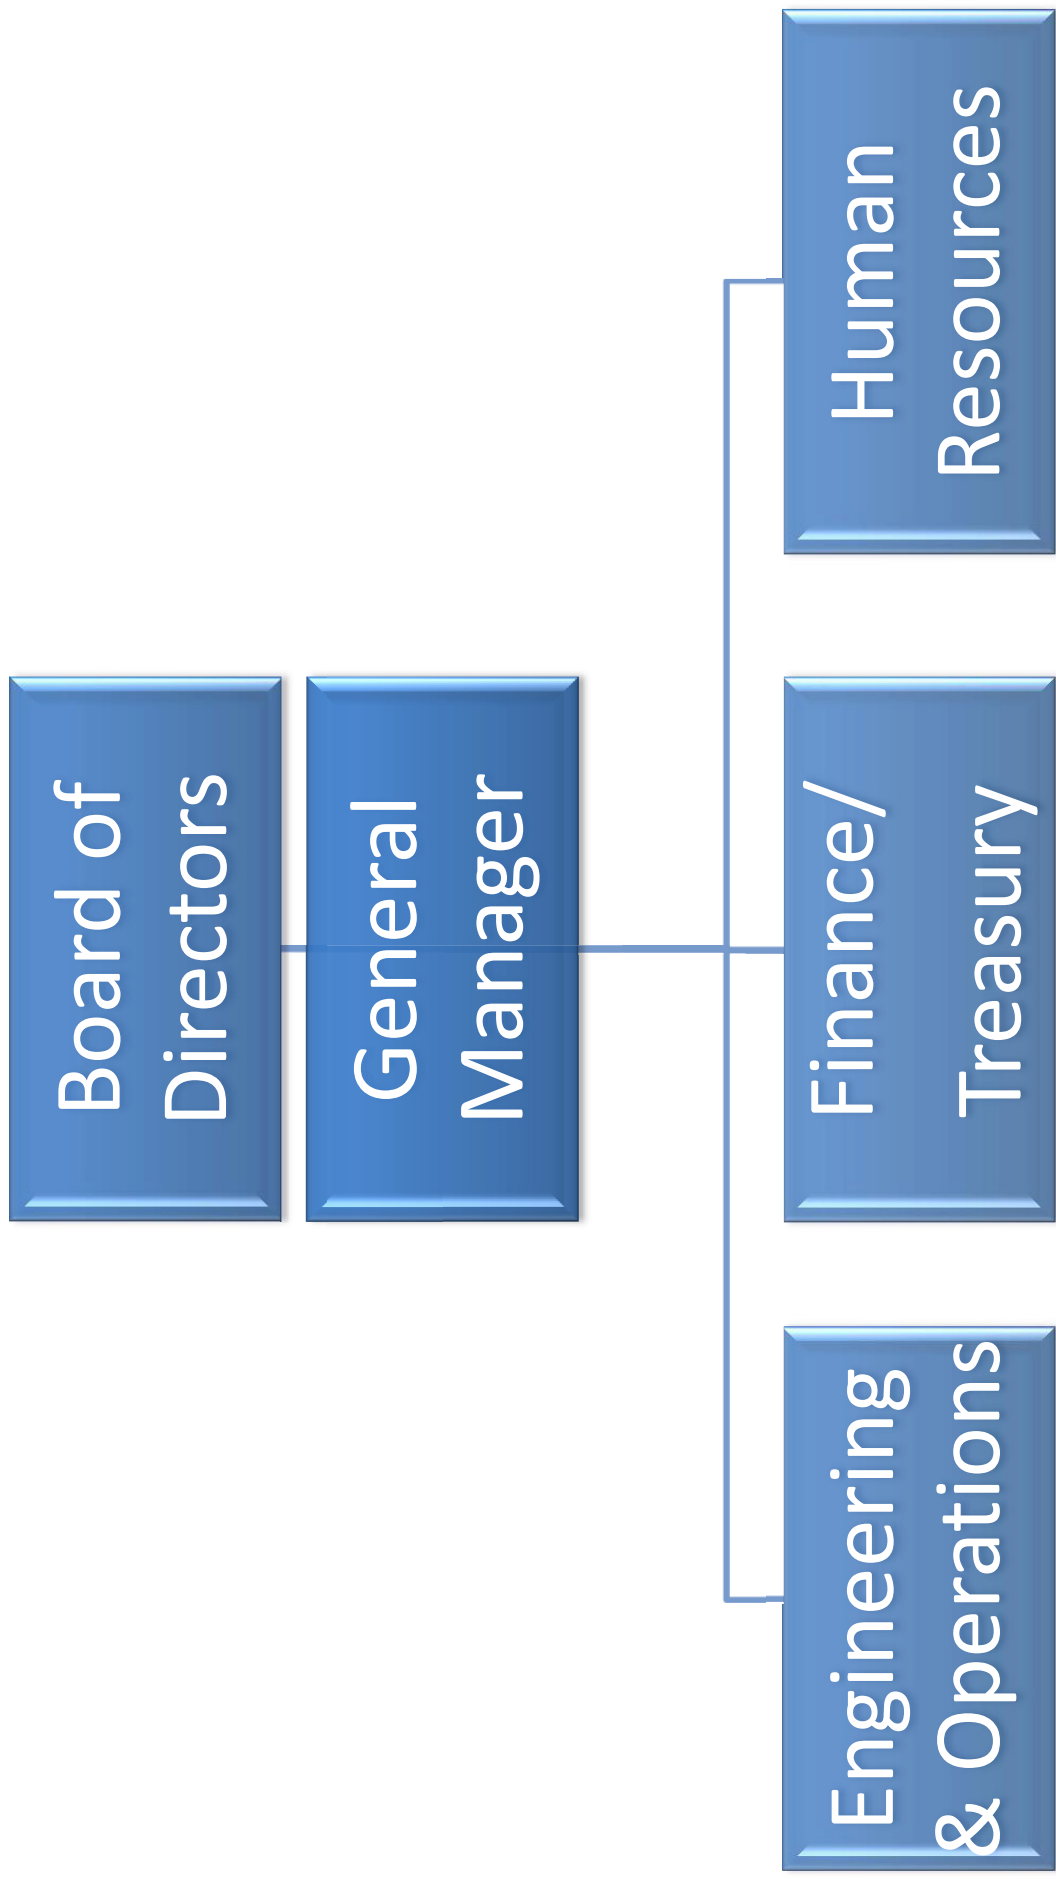 Board of
Directors
General
Manager
Engineering
& Operations
Finance/
Treasury
Human
Resources